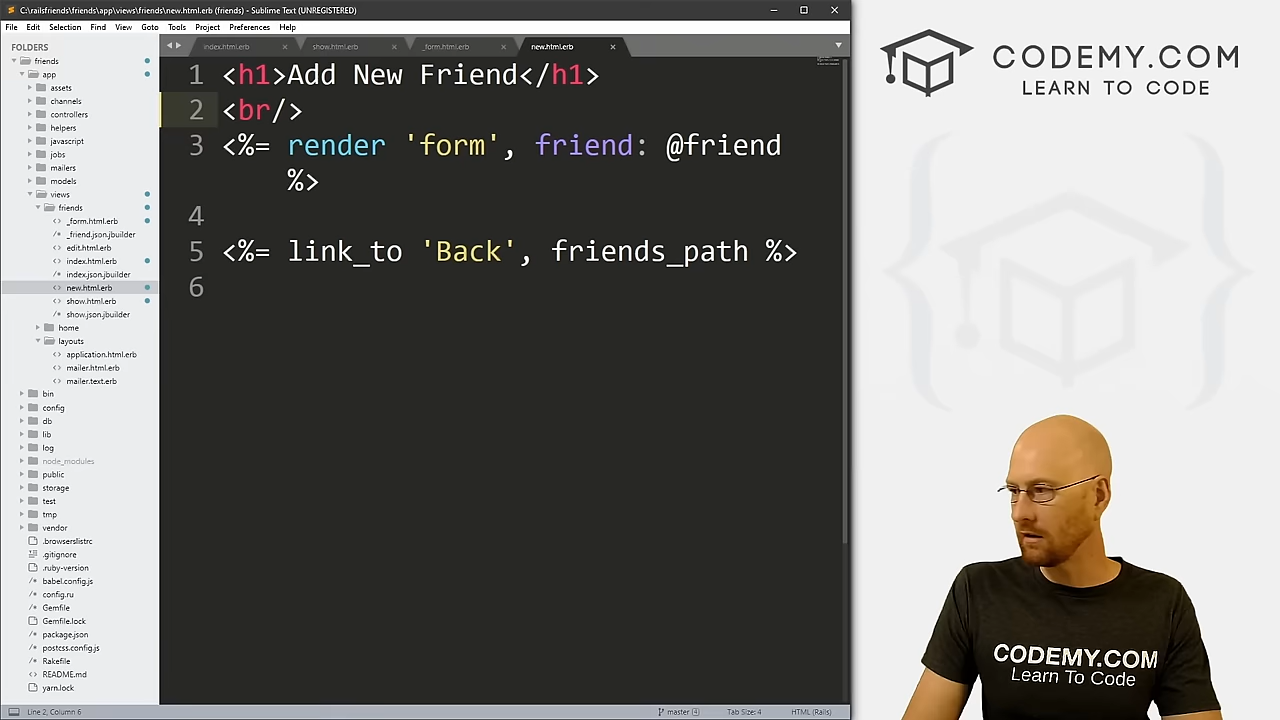 C:\railsfriends\friends\app\views\friends\new.html.erb (friends) - Sublime Text (UNREGISTERED)
File Edit Selection Find View Goto Tools Project Preferences Help
FOLDERS
friends
app
assets
channels
controllers
helpers
javascript
jobs
mailers
models
views
friends
_form.html.erb
_friend.json.jbuilder
edit.html.erb
index.html.erb
index.json.jbuilder
new.html.erb
show.html.erb
show.json.jbuilder
home
layouts
application.html.erb
mailer.html.erb
mailer.text.erb
bin
config
db
lib
log
node_modules
public
storage
test
tmp
vendor
.browserslistrc
.gitignore
.ruby-version
babel.config.js
config.ru
Gemfile
Gemfile.lock
package.json
postcss.config.js
Rakefile
README.md
yarn.lock
index.html.erb show.html.erb _form.html.erb new.html.erb
1 <h1>Add New Friend</h1>
2 <br/>
3 <%= render 'form', friend: @friend
%>
4
5 <%= link_to 'Back', friends_path %>
6
Line 2, Column 6 master 4 Tab Size: 4 HTML (Rails)
CODEMY.COM
LEARN TO CODE
CODEMY.COM
Learn To Code